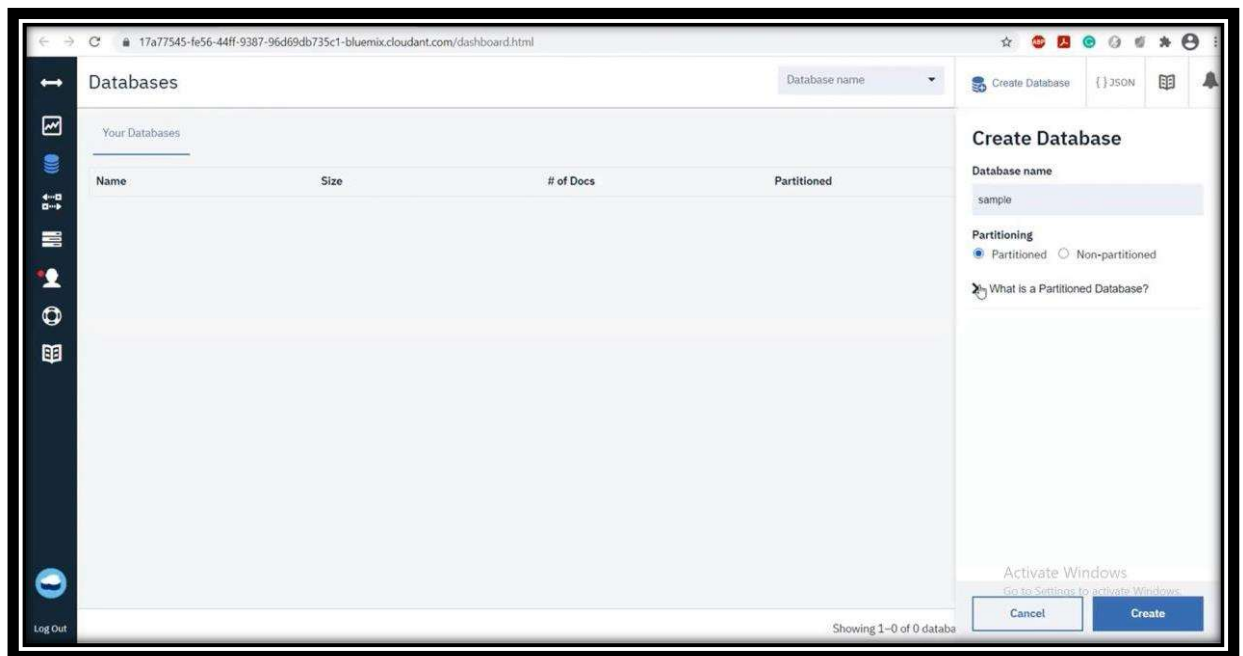 17a77545-fe56-44ff-9387-96d69db735c1-bluemix.cloudant.com/dashboard.html
ABP
Databases
Database name
Create Database
{ } JSON
Your Databases
Name Size # of Docs Partitioned
Create Database
Database name
sample
Partitioning
Partitioned Non-partitioned
What is a Partitioned Database?
Activate Windows
Go to Settings to activate Windows.
Cancel Create
Log Out
Showing 1–0 of 0 databa